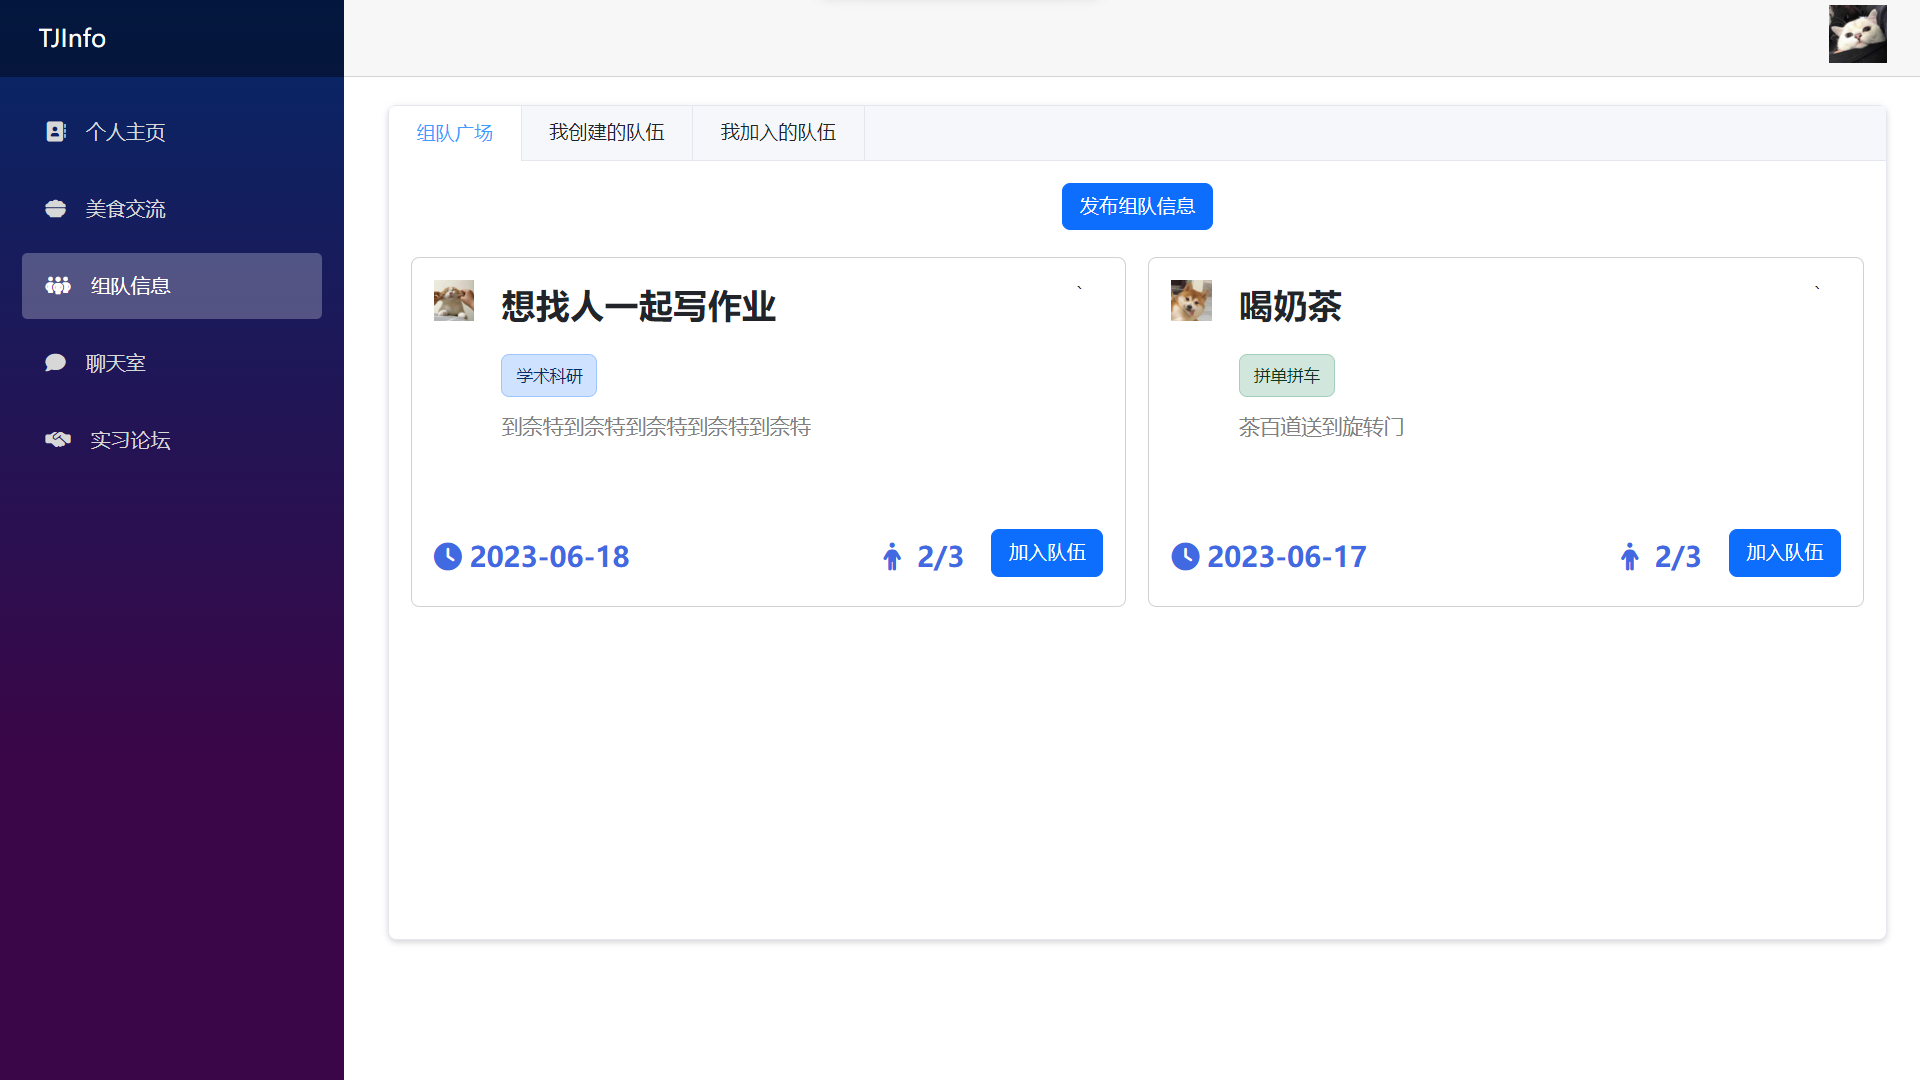 TJInfo
个人主页
美食交流
组队信息
聊天室
实习论坛
组队广场 我创建的队伍 我加入的队伍
发布组队信息
想找人一起写作业 `
学术科研
到奈特到奈特到奈特到奈特到奈特
2023-06-18 2/3 加入队伍
喝奶茶 `
拼单拼车
茶百道送到旋转门
2023-06-17 2/3 加入队伍